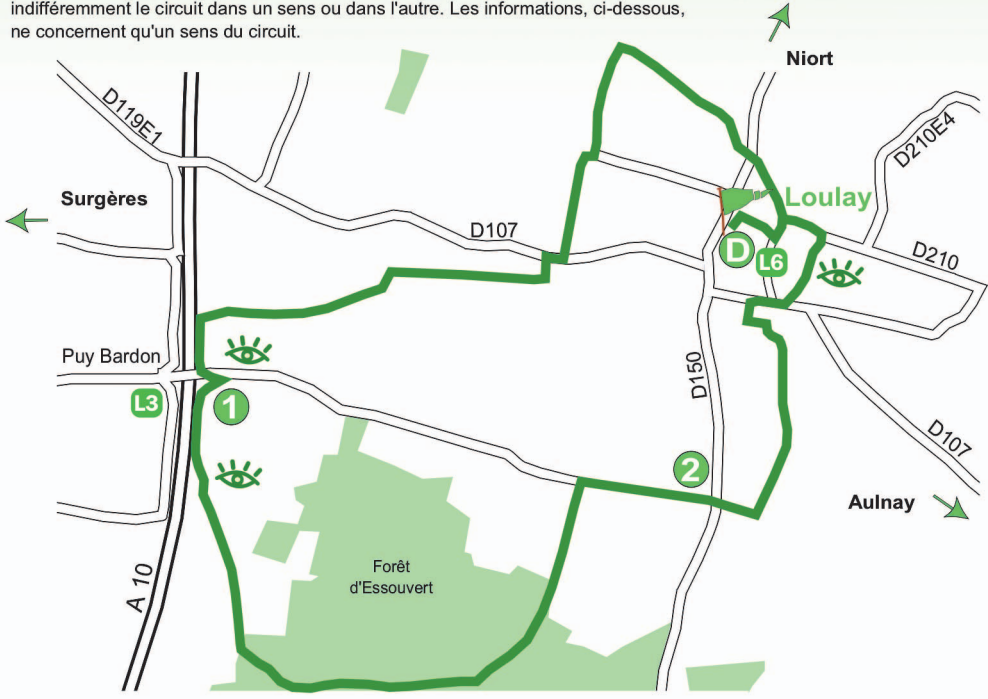 indifféremment le circuit dans un sens ou dans l'autre. Les informations, ci-dessous,
ne concernent qu'un sens du circuit.
Niort
D119E1
D210E4
Surgères
Loulay
D107
D
L6
D210
Puy Bardon
L3
1
D150
2
D107
Aulnay
Forêt
d'Essouvert
A 10